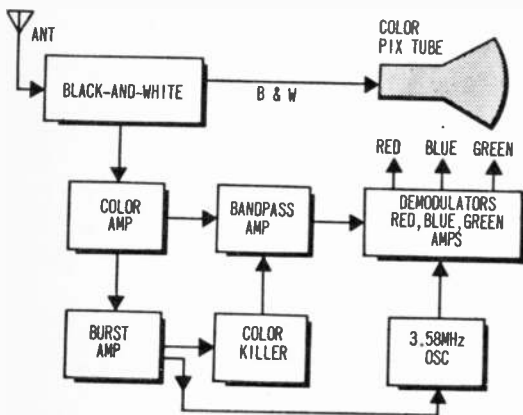 ANT
COLOR
PIX TUBE
BLACK-AND-WHITE
B & W
RED BLUE GREEN
COLOR
AMP
BANDPASS
AMP
DEMODULATORS
RED, BLUE, GREEN
AMPS
BURST
AMP
COLOR
KILLER
3.58MHz
OSC